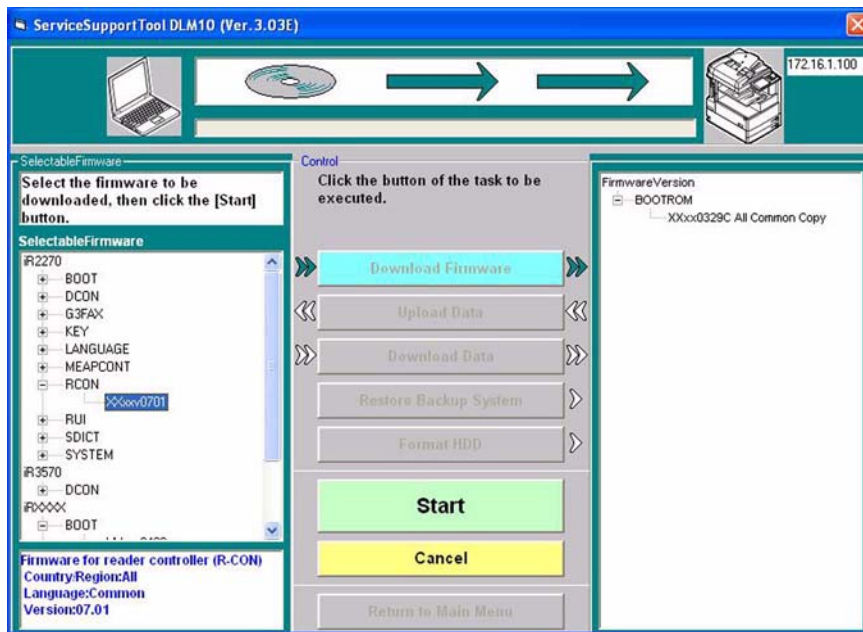 ServiceSupportTool DLM10 (Ver.3.03E)
172.16.1.100
SelectableFirmware
Select the firmware to be
downloaded, then click the [Start]
button.
SelectableFirmware
iR2270
BOOT
DCON
G3FAX
KEY
LANGUAGE
MEAPCONT
RCON
XXxxv0701
RUI
SDICT
SYSTEM
iR3570
DCON
iRXXXX
BOOT
Firmware for reader controller (R-CON)
Country/Region:All
Language:Common
Version:07.01
Control
Click the button of the task to be
executed.
Download Firmware
Upload Data
Download Data
Restore Backup System
Format HDD
Start
Cancel
Return to Main Menu
FirmwareVersion
BOOTROM
XXxx0329C All Common Copy